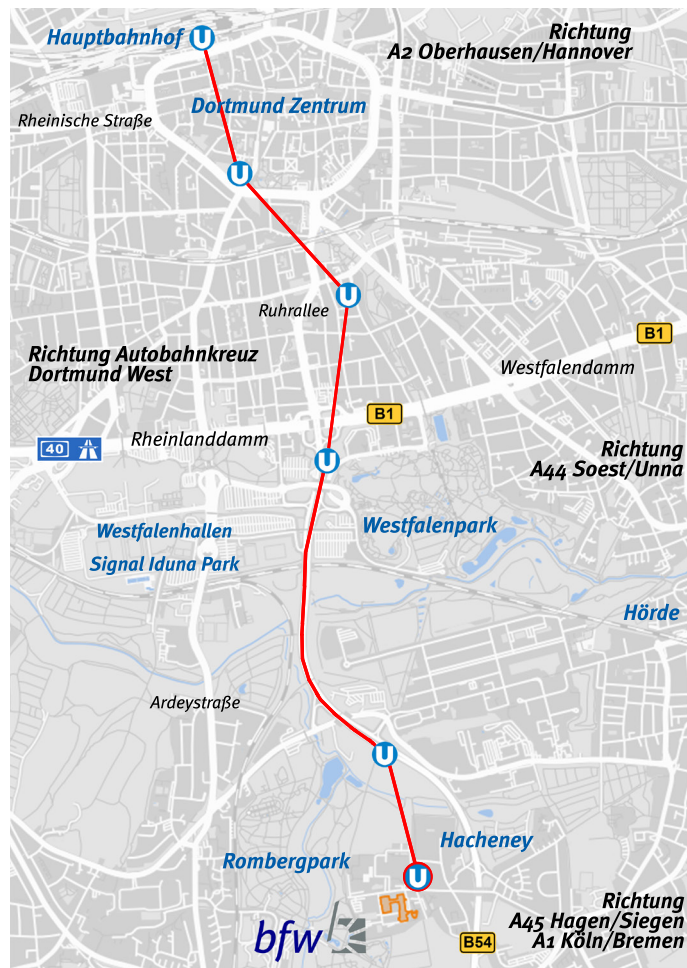 Hauptbahnhof U
Richtung
A2 Oberhausen/Hannover
Dortmund Zentrum
Rheinische Straße
U
U
Ruhrallee
B1
Richtung Autobahnkreuz
Dortmund West
Westfalendamm
B1
Rheinlanddamm
40
U
Richtung
A44 Soest/Unna
Westfalenhallen
Westfalenpark
Signal Iduna Park
Hörde
Ardeystraße
U
Hacheney
Rombergpark
U
Richtung
A45 Hagen/Siegen
A1 Köln/Bremen
bfw
B54